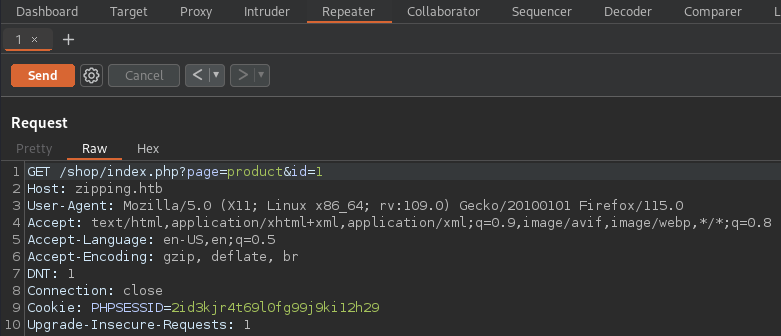 Dashboard Target Proxy Intruder Repeater Collaborator Sequencer Decoder Comparer L
1 × +
Send Cancel < ▼ > ▼
Request
Pretty Raw Hex
1 GET /shop/index.php?page=product&id=1
2 Host: zipping.htb
3 User-Agent: Mozilla/5.0 (X11; Linux x86_64; rv:109.0) Gecko/20100101 Firefox/115.0
4 Accept: text/html,application/xhtml+xml,application/xml;q=0.9,image/avif,image/webp,*/*;q=0.8
5 Accept-Language: en-US,en;q=0.5
6 Accept-Encoding: gzip, deflate, br
7 DNT: 1
8 Connection: close
9 Cookie: PHPSESSID=2id3kjr4t69l0fg99j9ki12h29
10 Upgrade-Insecure-Requests: 1